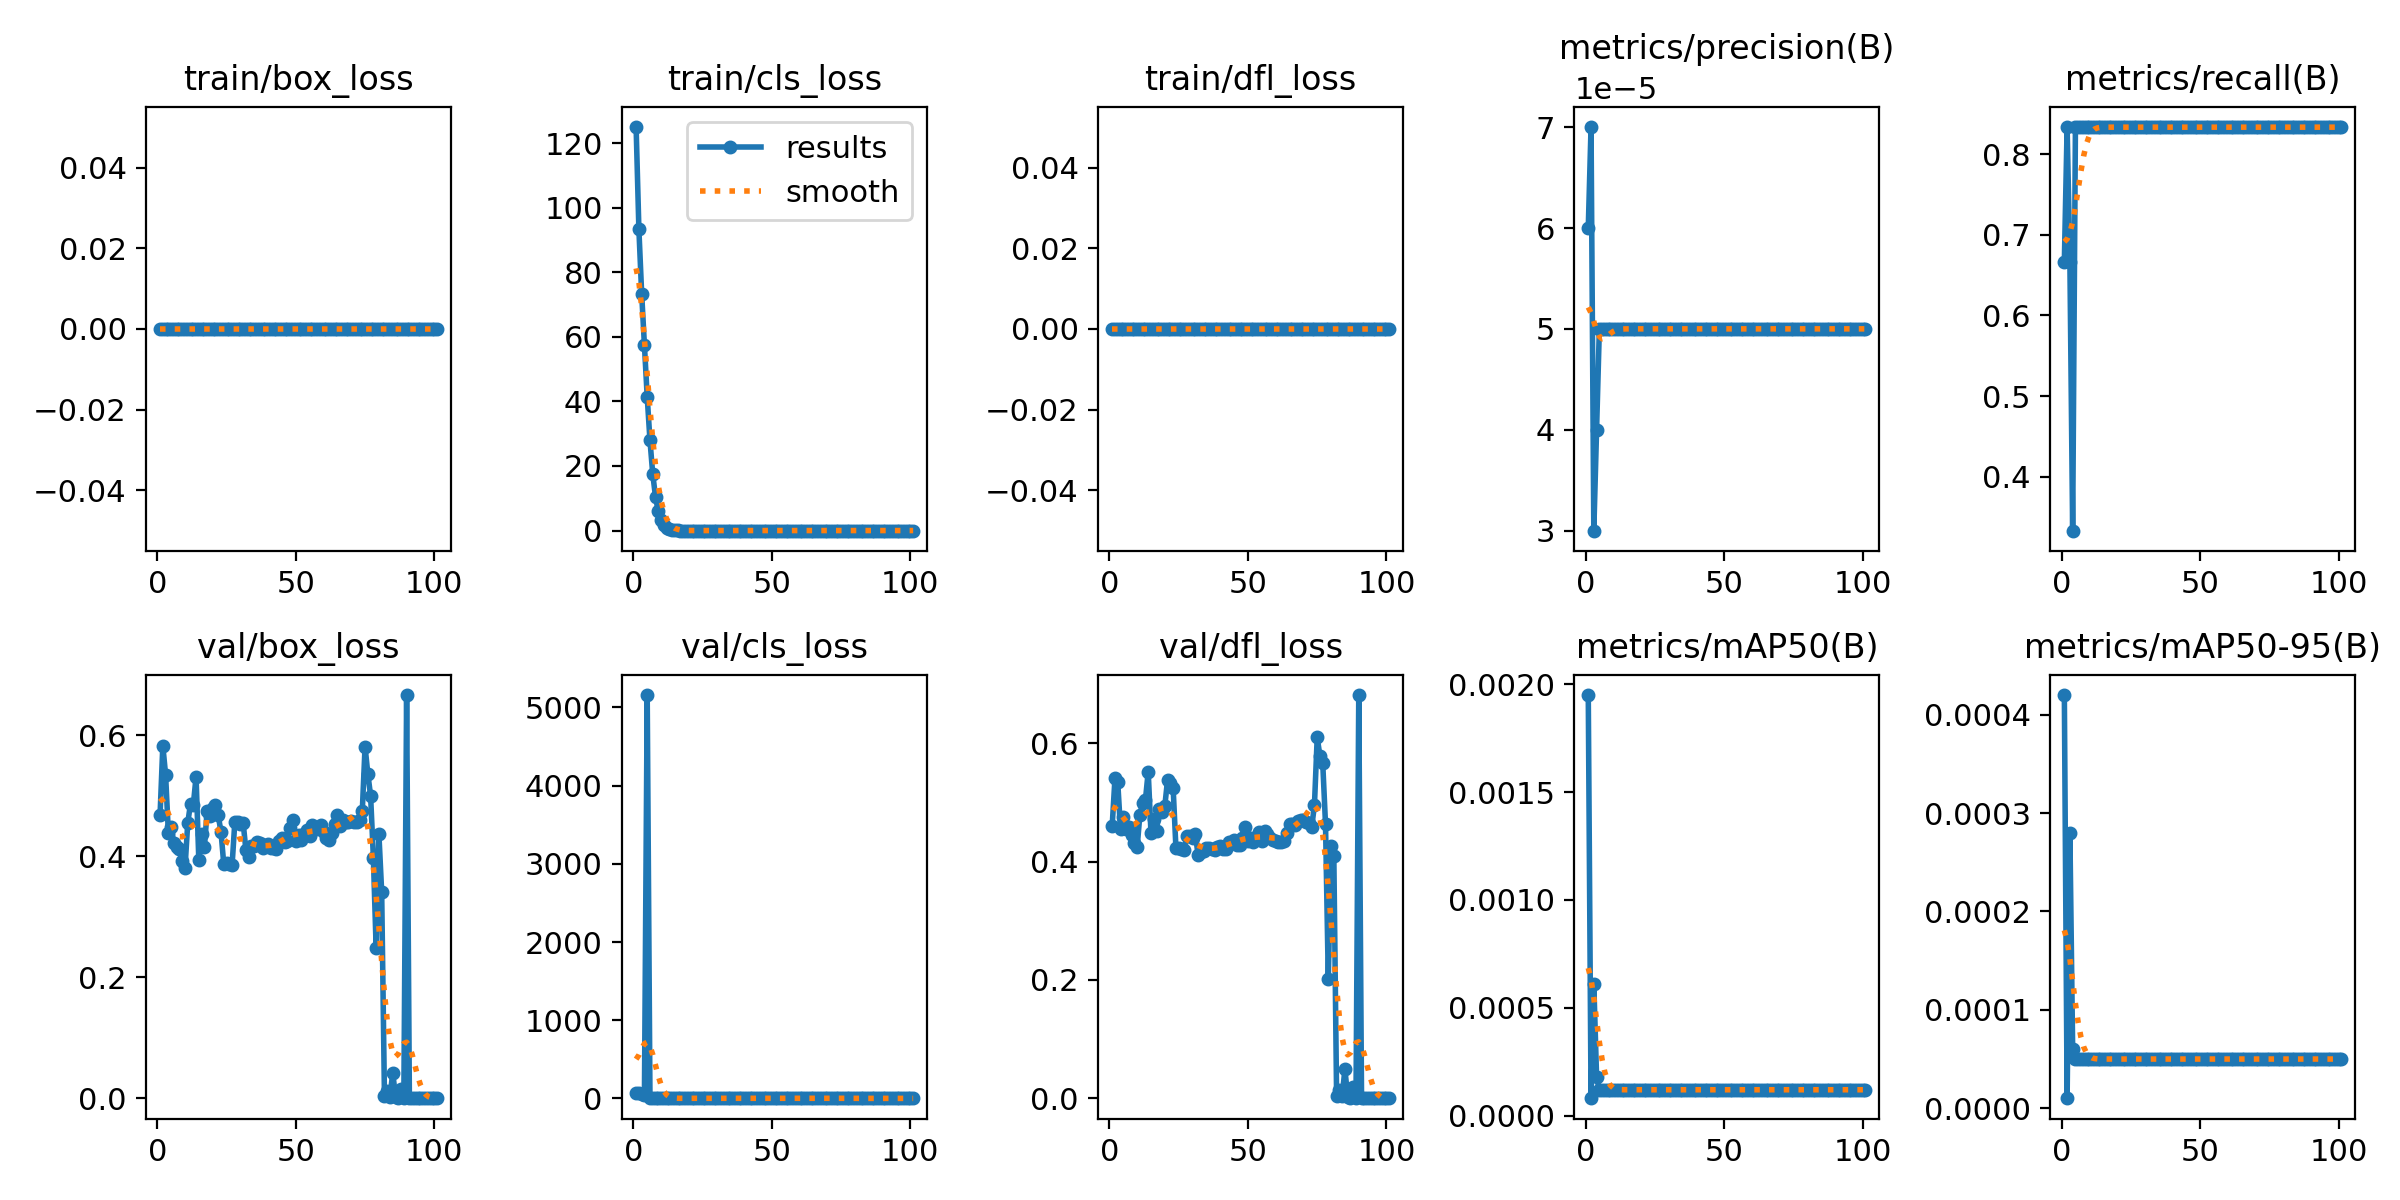 train/box_loss
0.04
0.02
0.00
−0.02
−0.04
0 50 100
train/cls_loss
120
100
80
60
40
20
0
results
smooth
0 50 100
train/dfl_loss
0.04
0.02
0.00
−0.02
−0.04
0 50 100
metrics/precision(B)
1e−5
7
6
5
4
3
0 50 100
metrics/recall(B)
0.8
0.7
0.6
0.5
0.4
0 50 100
val/box_loss
0.6
0.4
0.2
0.0
0 50 100
val/cls_loss
5000
4000
3000
2000
1000
0
0 50 100
val/dfl_loss
0.6
0.4
0.2
0.0
0 50 100
metrics/mAP50(B)
0.0020
0.0015
0.0010
0.0005
0.0000
0 50 100
metrics/mAP50-95(B)
0.0004
0.0003
0.0002
0.0001
0.0000
0 50 100